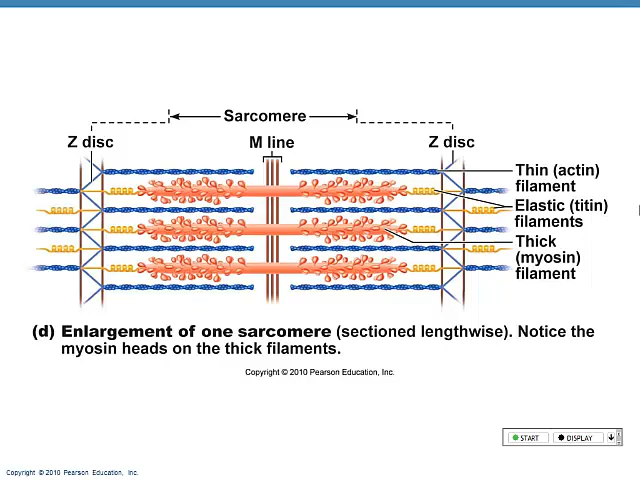 Sarcomere
Z disc
M line
Z disc
Thin (actin)
filament
Elastic (titin)
filaments
Thick
(myosin)
filament
(d) Enlargement of one sarcomere (sectioned lengthwise). Notice the
myosin heads on the thick filaments.
Copyright © 2010 Pearson Education, Inc.
START
DISPLAY
Copyright © 2010 Pearson Education, Inc.